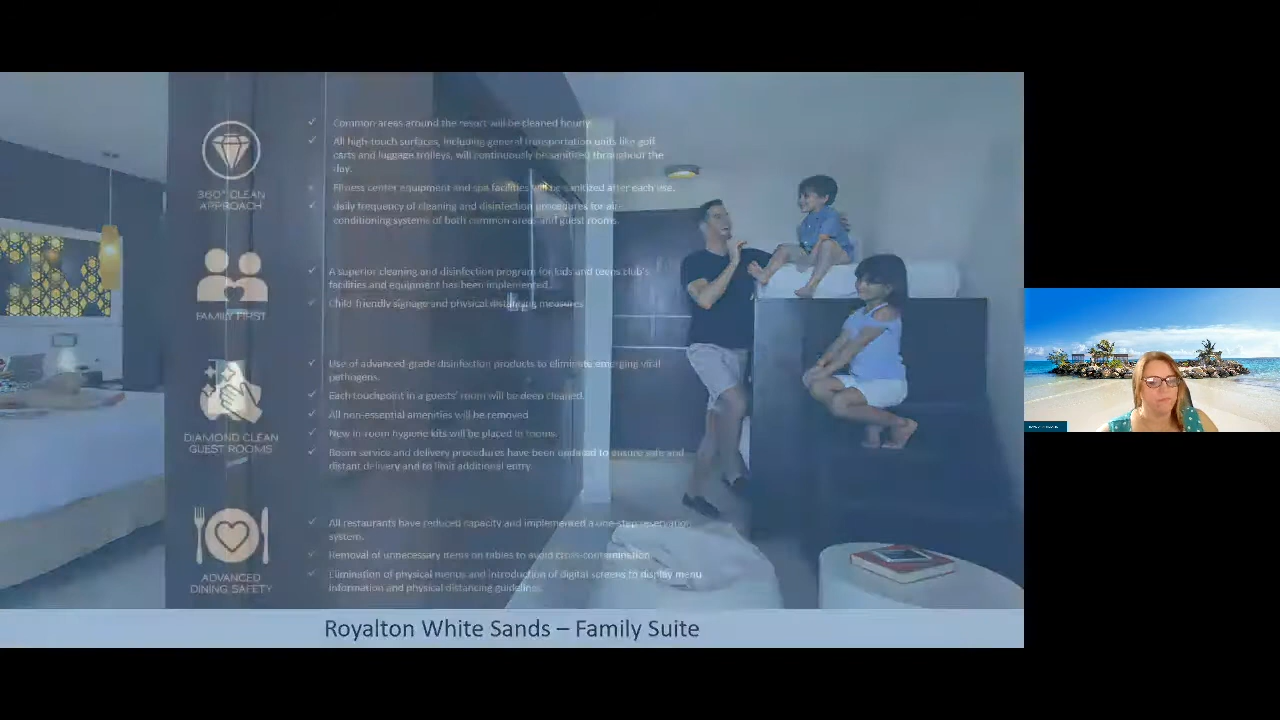 360° CLEAN
APPROACH
Common areas around the resort will be cleaned hourly.
All high-touch surfaces, including general transportation units like golf
carts and luggage trolleys, will continuously be sanitised throughout the
day.
Fitness center equipment and spa facilities will be sanitized after each use.
daily frequency of cleaning and disinfection procedures for air
conditioning systems of both common areas and guest rooms.
FAMILY FIRST
A superior cleaning and disinfection program for kids and teens club's
facilities and equipment has been implemented.
Child-friendly signage and physical distancing measures
DIAMOND CLEAN
GUEST ROOMS
Use of advanced-grade disinfection products to eliminate emerging viral
pathogens.
Each touchpoint in a guests' room will be deep cleaned.
All non-essential amenities will be removed
New in-room hygiene kits will be placed in rooms.
Room service and delivery procedures have been updated to ensure safe and
distant delivery and to limit additional entry.
ADVANCED
DINING SAFETY
All restaurants have reduced capacity and implemented a one-step reservation
system.
Removal of unnecessary items on tables to avoid cross-contamination.
Elimination of physical menus and introduction of digital screens to display menu
information and physical distancing guidelines.
Royalton White Sands – Family Suite